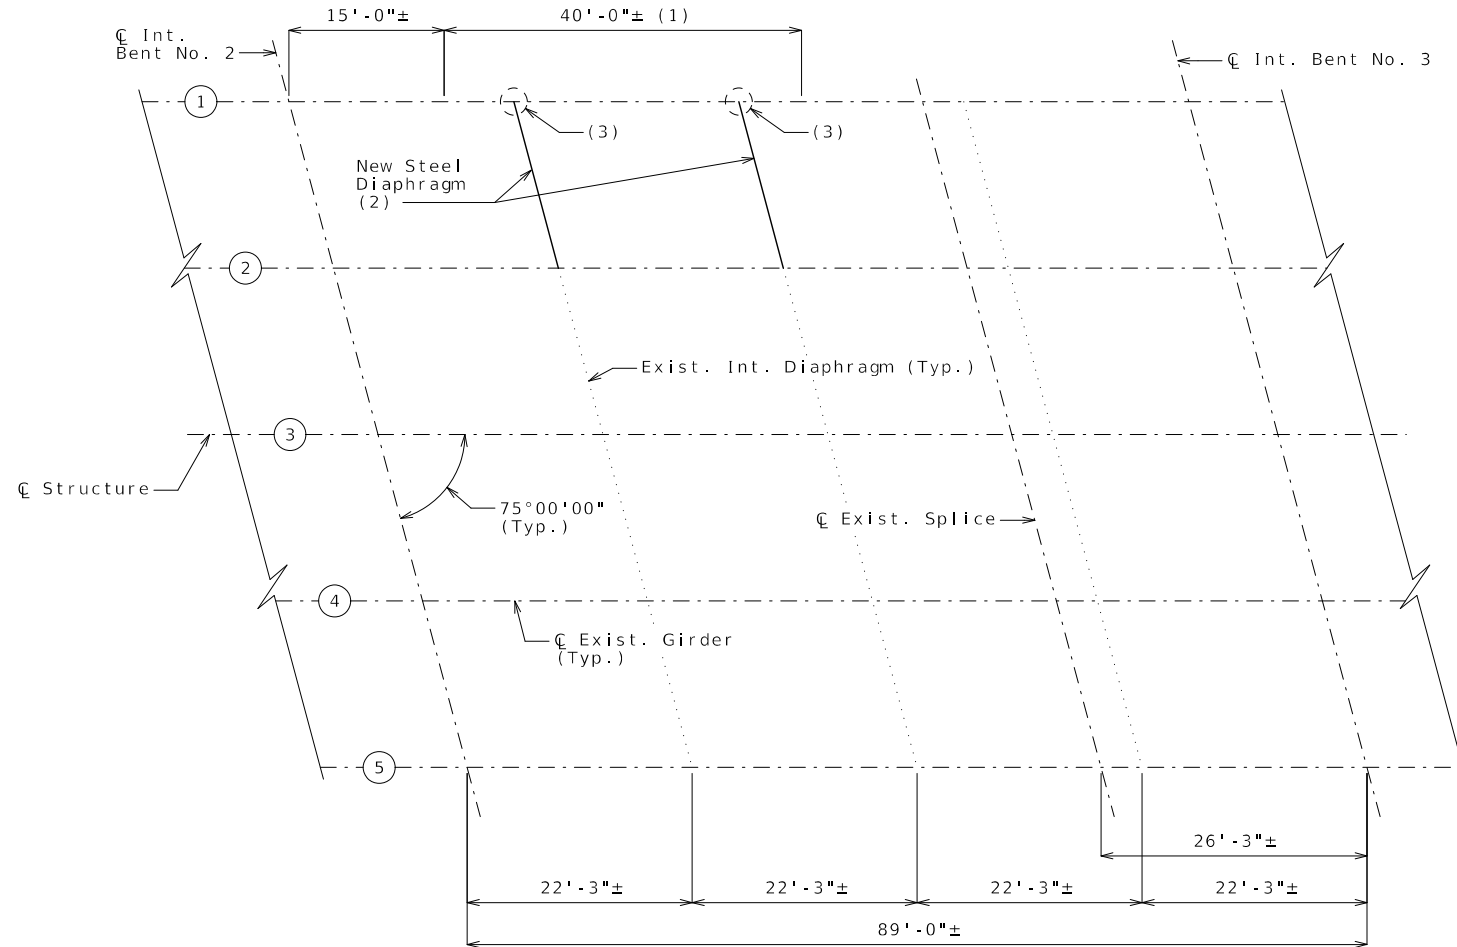 15'-0"±
40'-0"± (1)
℄ Int.
Bent No. 2
℄ Int. Bent No. 3
1
(3)
(3)
New Steel
Diaphragm
(2)
2
Exist. Int. Diaphragm (Typ.)
3
℄ Structure
75°00'00"
(Typ.)
℄ Exist. Splice
4
℄ Exist. Girder
(Typ.)
5
26'-3"±
22'-3"±
22'-3"±
22'-3"±
22'-3"±
89'-0"±